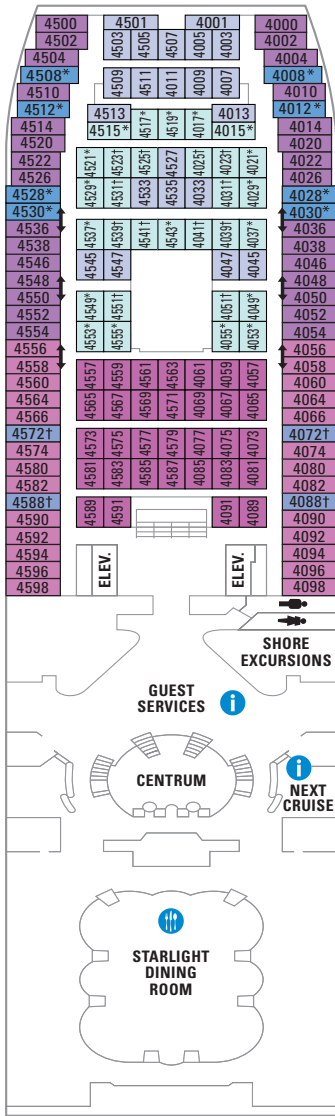 4500 4501 4001 4000
4502 4503 4505 4507 4005 4003 4002
4504 4004
4508* 4509 4511 4011 4009 4007 4008*
4510 4010
4512* 4513 4013 4012*
4514 4515* 4517* 4519* 4017* 4015* 4014
4520 4020
4522 4521* 4523† 4525† 4527 4025† 4023† 4021* 4022
4526 4026
4528* 4529* 4531† 4533 4535 4033 4031† 4029* 4028*
4530* 4030*
4536 4537* 4539† 4541† 4543* 4041† 4039† 4037* 4036
4538 4038
4546 4545 4547 4047 4045 4046
4548 4048
4550 4549* 4551† 4051† 4049* 4050
4552 4052
4554 4553* 4555* 4055* 4053* 4054
4556 4056
4558 4557 4559 4561 4563 4061 4059 4057 4058
4560 4060
4564 4565 4567 4569 4571 4069 4067 4065 4064
4566 4066
4572† 4573 4575 4577 4579 4077 4075 4073 4072†
4574 4074
4580 4581 4583 4585 4587 4085 4083 4081 4080
4582 4082
4588† 4589 4591 4091 4089 4088†
4590 4090
4592 4092
4594 4094
4596 ELEV. ELEV. 4096
4598 4098
SHORE
EXCURSIONS
GUEST
SERVICES
i
i
CENTRUM
NEXT
CRUISE
STARLIGHT
DINING
ROOM